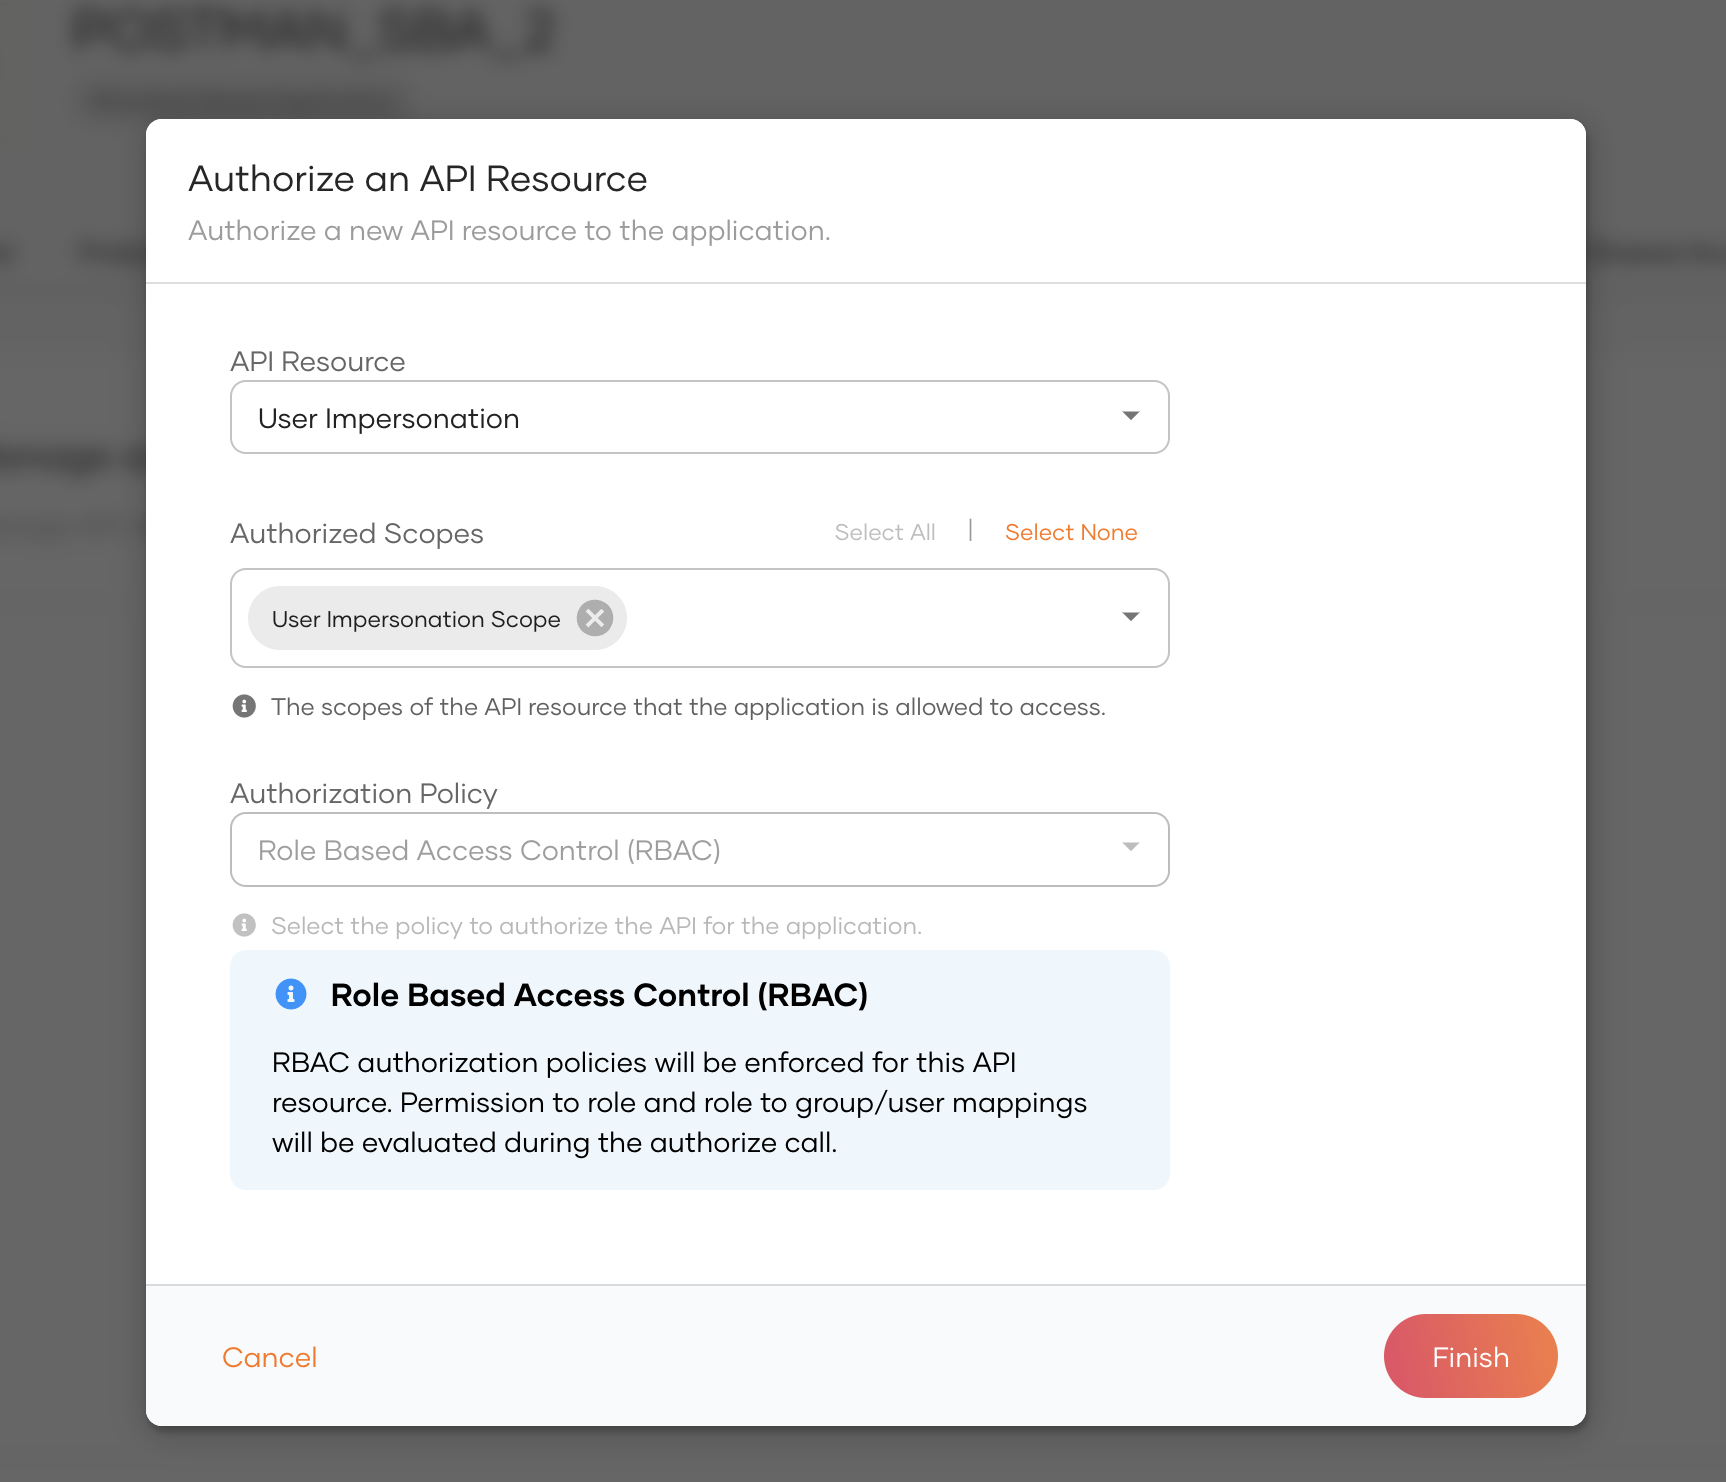 POSTMAN_SBA_2
Authorize an API Resource
Authorize a new API resource to the application.
API Resource
User Impersonation
Authorized Scopes
Select All | Select None
User Impersonation Scope
The scopes of the API resource that the application is allowed to access.
Authorization Policy
Role Based Access Control (RBAC)
Select the policy to authorize the API for the application.
Role Based Access Control (RBAC)
RBAC authorization policies will be enforced for this API
resource. Permission to role and role to group/user mappings
will be evaluated during the authorize call.
Cancel
Finish